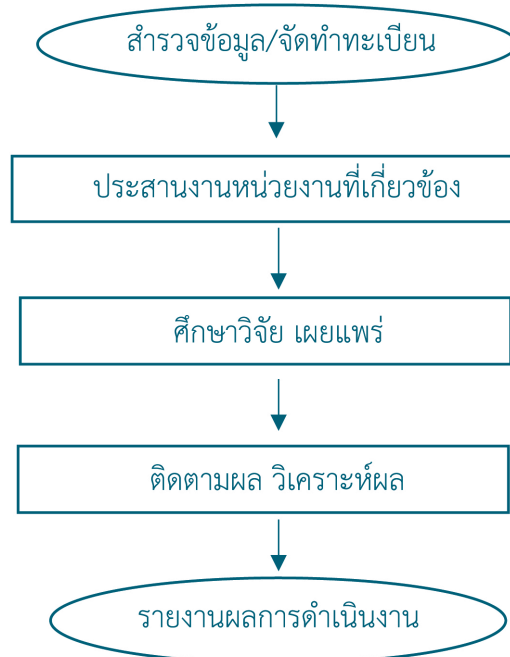 สำรวจข้อมูล/จัดทำทะเบียน
ประสานงานหน่วยงานที่เกี่ยวข้อง
ศึกษาวิจัย เผยแพร่
ติดตามผล วิเคราะห์ผล
รายงานผลการดำเนินงาน